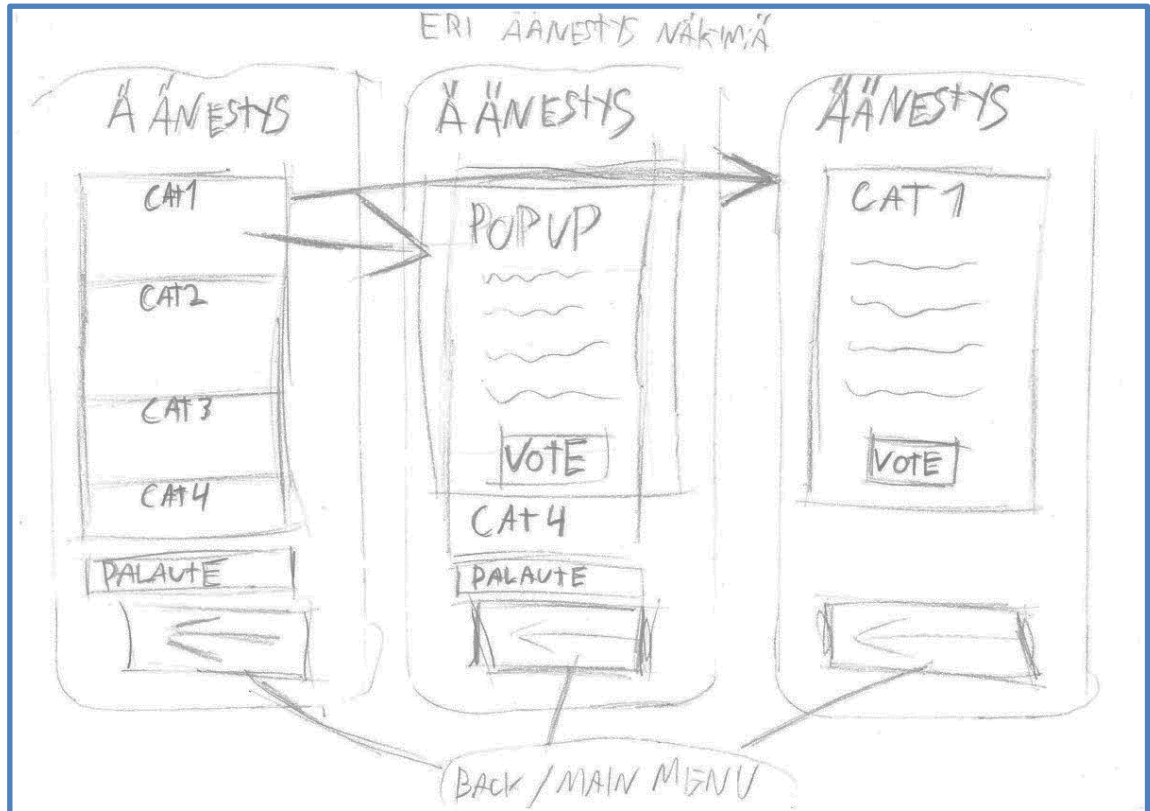 ERI ÄÄNESTYS NÄKYMIÄ
ÄÄNESTYS
CAT1
CAT2
CAT3
CAT4
PALAUTE
ÄÄNESTYS
POPUP
VOTE
CAT4
PALAUTE
ÄÄNESTYS
CAT 1
VOTE
BACK / MAIN MENU